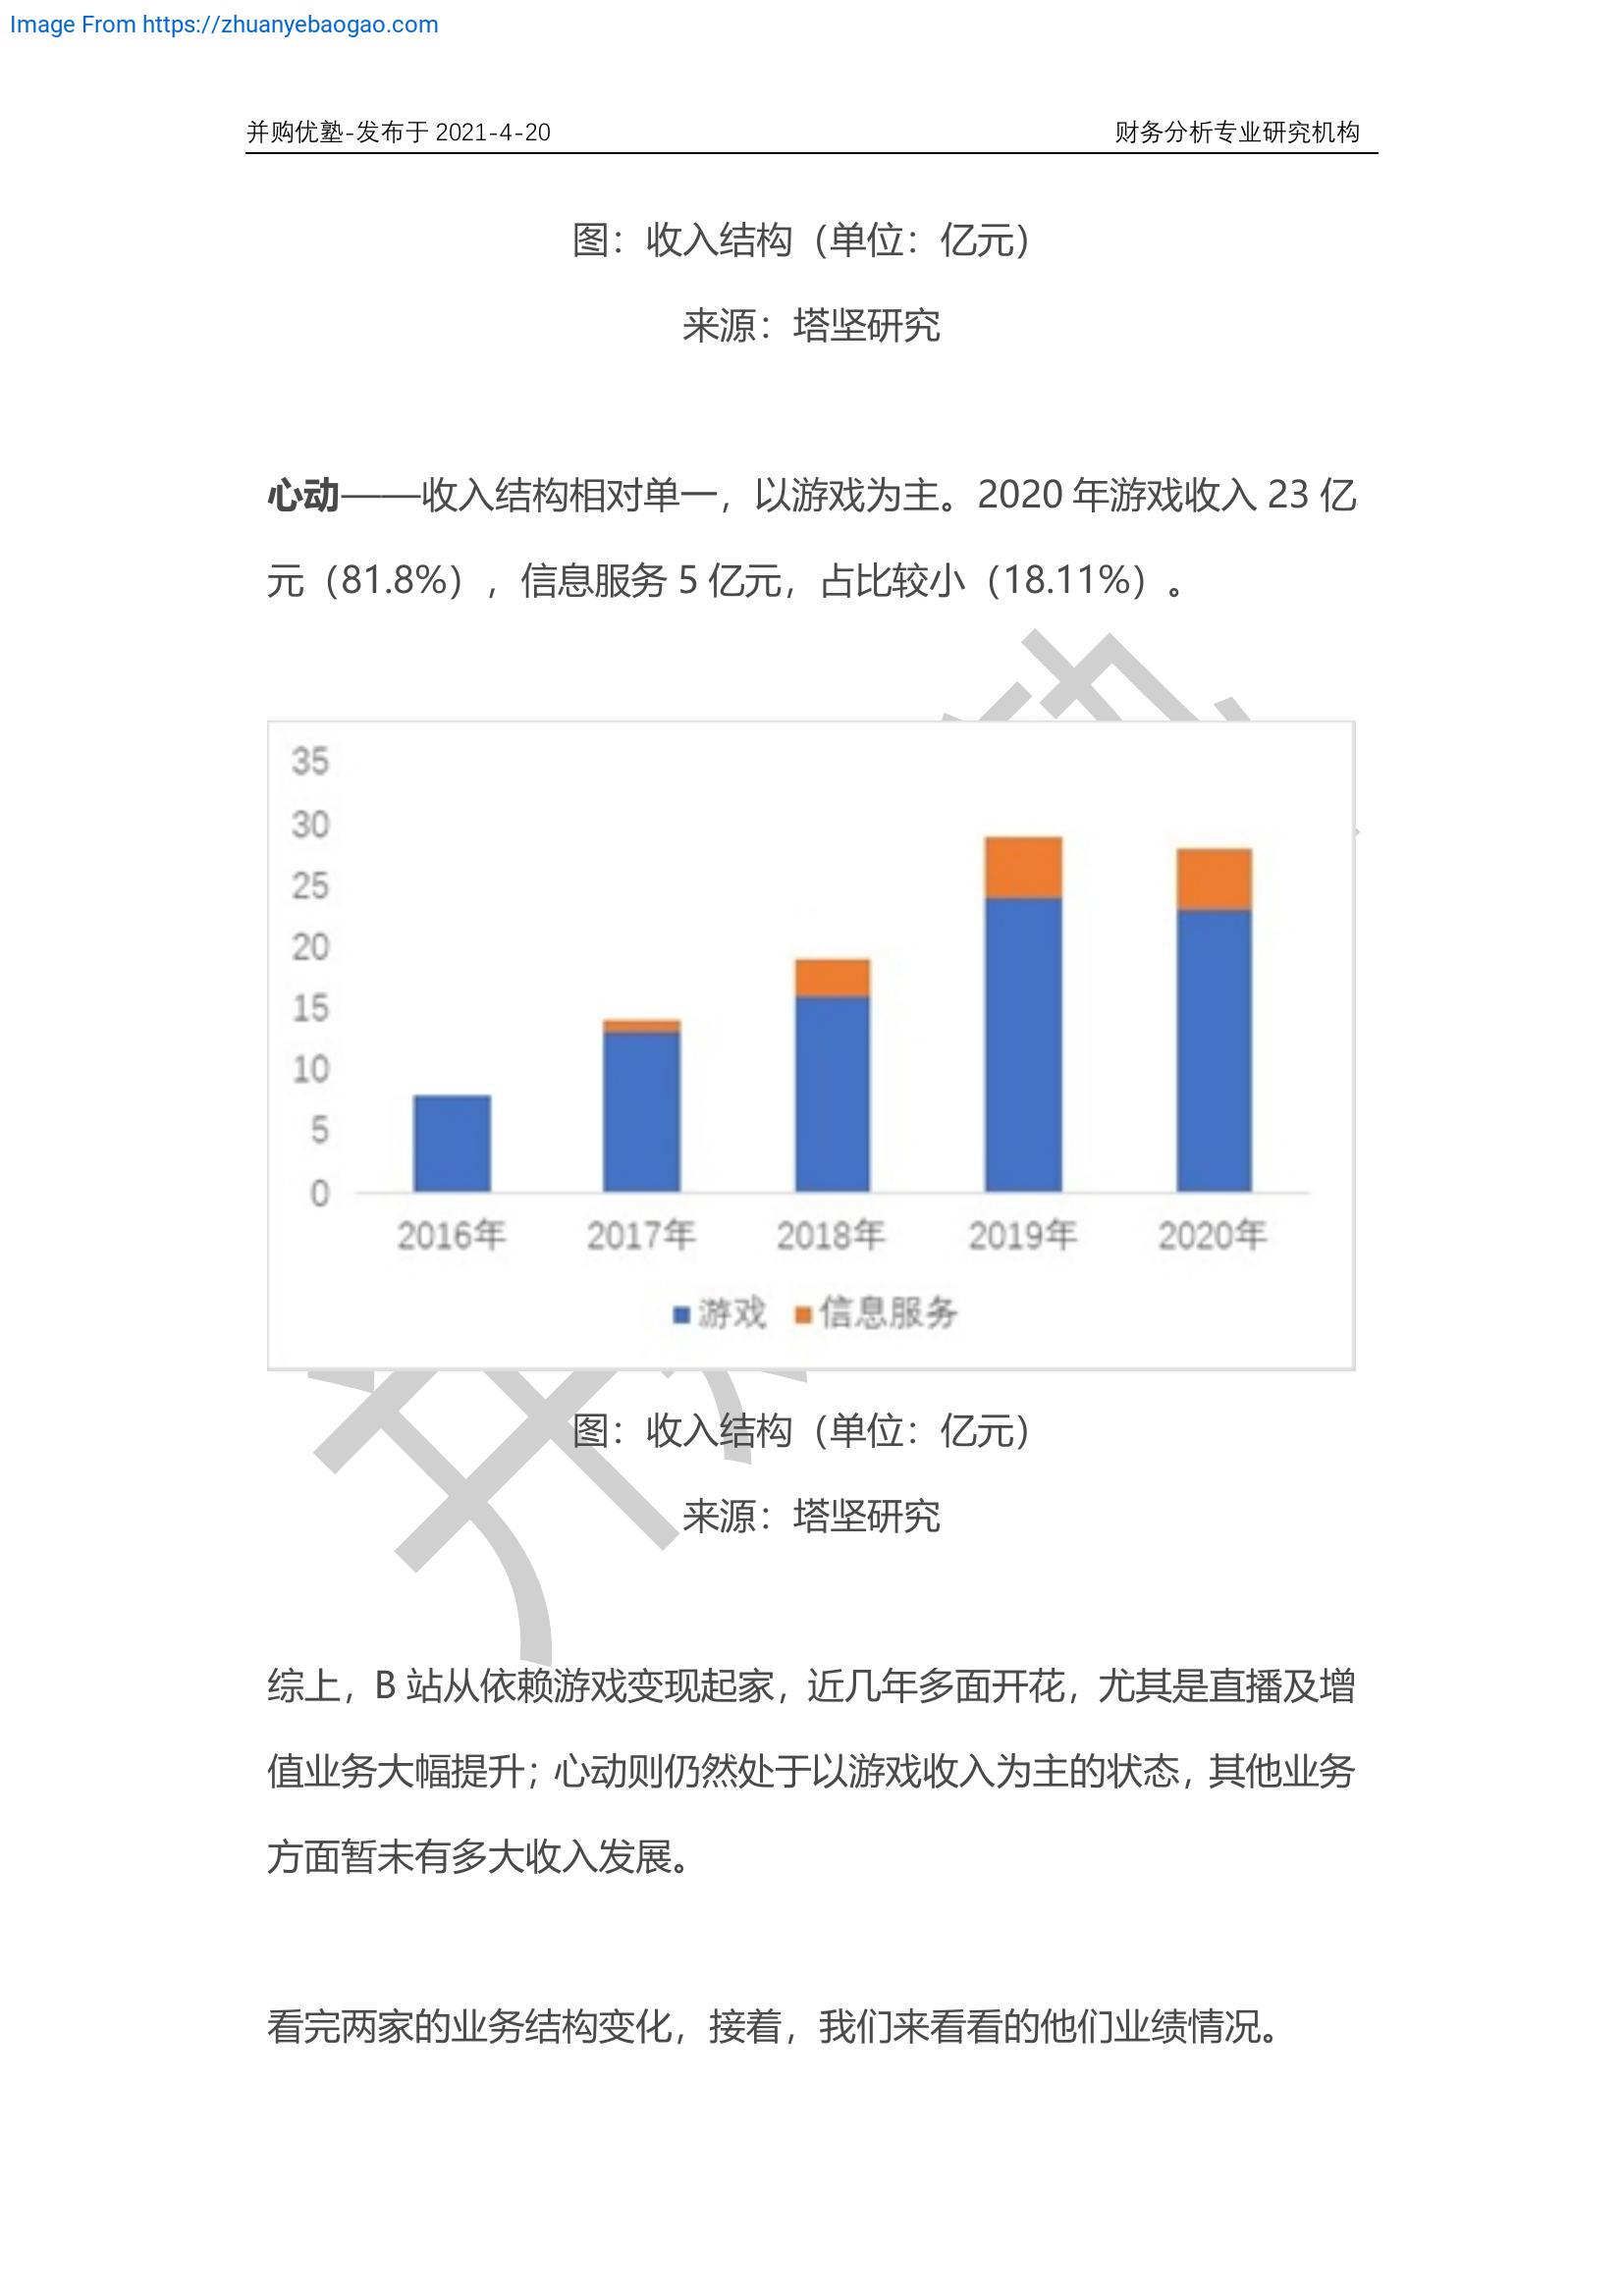 Image From https://zhuanyebaogao.com
并购优塾-发布于 2021-4-20 财务分析专业研究机构
图：收入结构（单位：亿元）
来源：塔坚研究
心动——收入结构相对单一，以游戏为主。2020 年游戏收入 23 亿
元（81.8%），信息服务 5 亿元，占比较小（18.11%）。
35
30
25
20
15
10
5
0
2016年 2017年 2018年 2019年 2020年
游戏 信息服务
图：收入结构（单位：亿元）
来源：塔坚研究
综上，B 站从依赖游戏变现起家，近几年多面开花，尤其是直播及增
值业务大幅提升；心动则仍然处于以游戏收入为主的状态，其他业务
方面暂未有多大收入发展。
看完两家的业务结构变化，接着，我们来看看的他们业绩情况。